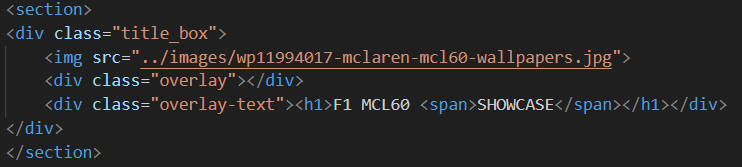 <section>
<div class="title_box">
<img src="../images/wp11994017-mclaren-mcl60-wallpapers.jpg">
<div class="overlay"></div>
<div class="overlay-text"><h1>F1 MCL60 <span>SHOWCASE</span></h1></div>
</div>
</section>